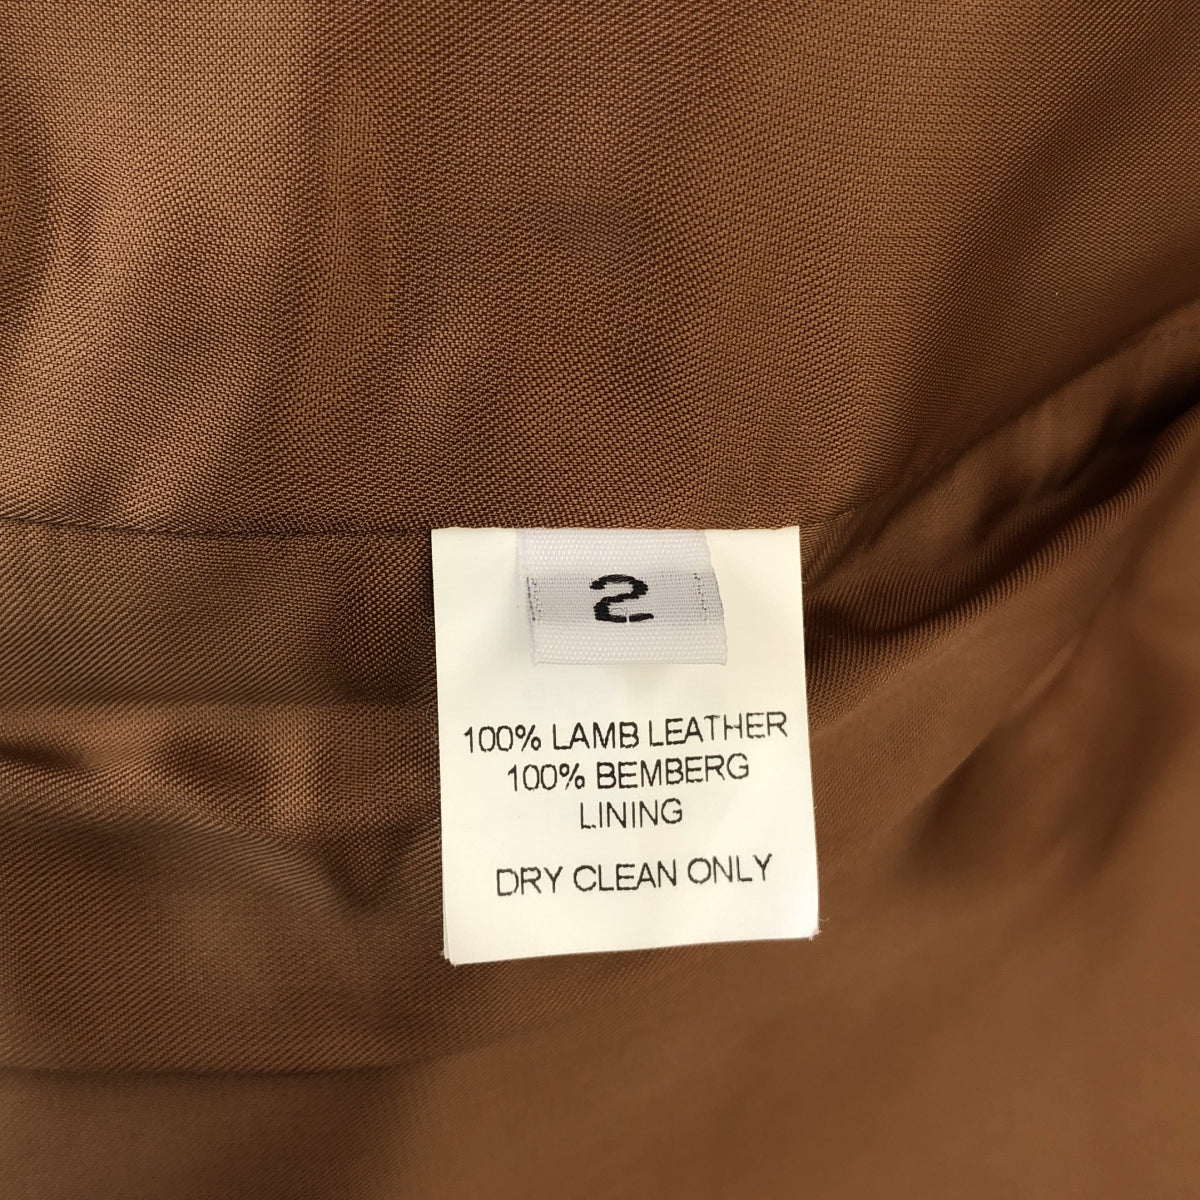 2
100% LAMB LEATHER
100% BEMBERG
LINING
DRY CLEAN ONLY